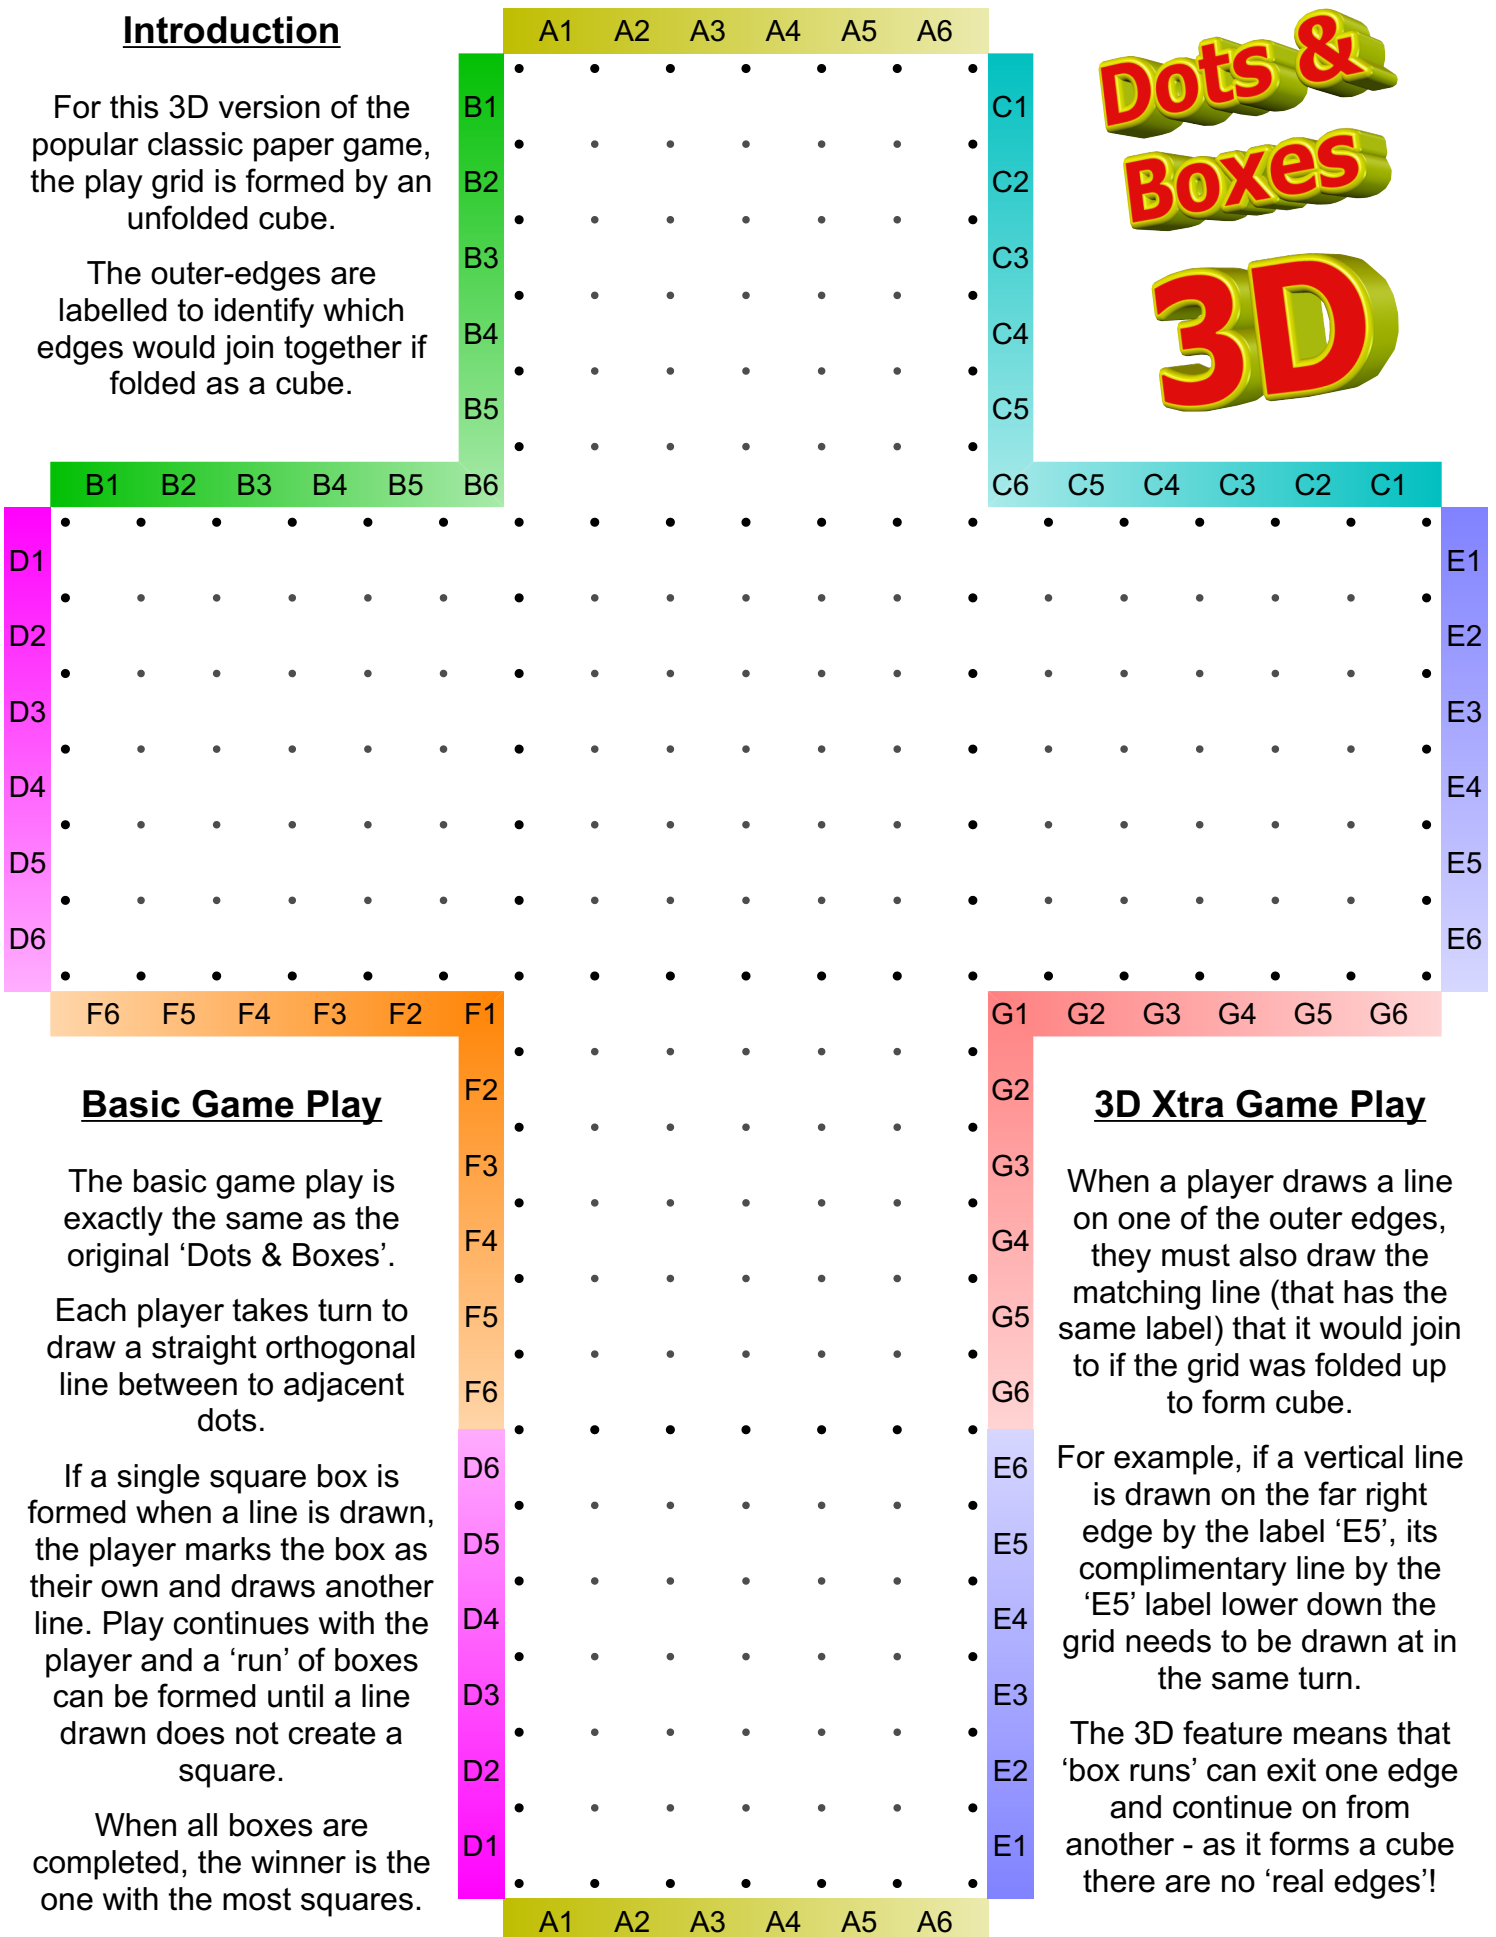 Introduction
For this 3D version of the
popular classic paper game,
the play grid is formed by an
unfolded cube.
The outer-edges are
labelled to identify which
edges would join together if
folded as a cube.
Dots &
Boxes
3D
A1 A2 A3 A4 A5 A6
B1
B2
B3
B4
B5
B1 B2 B3 B4 B5 B6
C1
C2
C3
C4
C5
C6 C5 C4 C3 C2 C1
D1
D2
D3
D4
D5
D6
E1
E2
E3
E4
E5
E6
F6 F5 F4 F3 F2 F1
F2
F3
F4
F5
F6
D6
D5
D4
D3
D2
D1
G1 G2 G3 G4 G5 G6
G2
G3
G4
G5
G6
E6
E5
E4
E3
E2
E1
A1 A2 A3 A4 A5 A6
Basic Game Play
The basic game play is
exactly the same as the
original ‘Dots & Boxes’.
Each player takes turn to
draw a straight orthogonal
line between to adjacent
dots.
If a single square box is
formed when a line is drawn,
the player marks the box as
their own and draws another
line. Play continues with the
player and a ‘run’ of boxes
can be formed until a line
drawn does not create a
square.
When all boxes are
completed, the winner is the
one with the most squares.
3D Xtra Game Play
When a player draws a line
on one of the outer edges,
they must also draw the
matching line (that has the
same label) that it would join
to if the grid was folded up
to form cube.
For example, if a vertical line
is drawn on the far right
edge by the label ‘E5’, its
complimentary line by the
‘E5’ label lower down the
grid needs to be drawn at in
the same turn.
The 3D feature means that
‘box runs’ can exit one edge
and continue on from
another - as it forms a cube
there are no ‘real edges’!